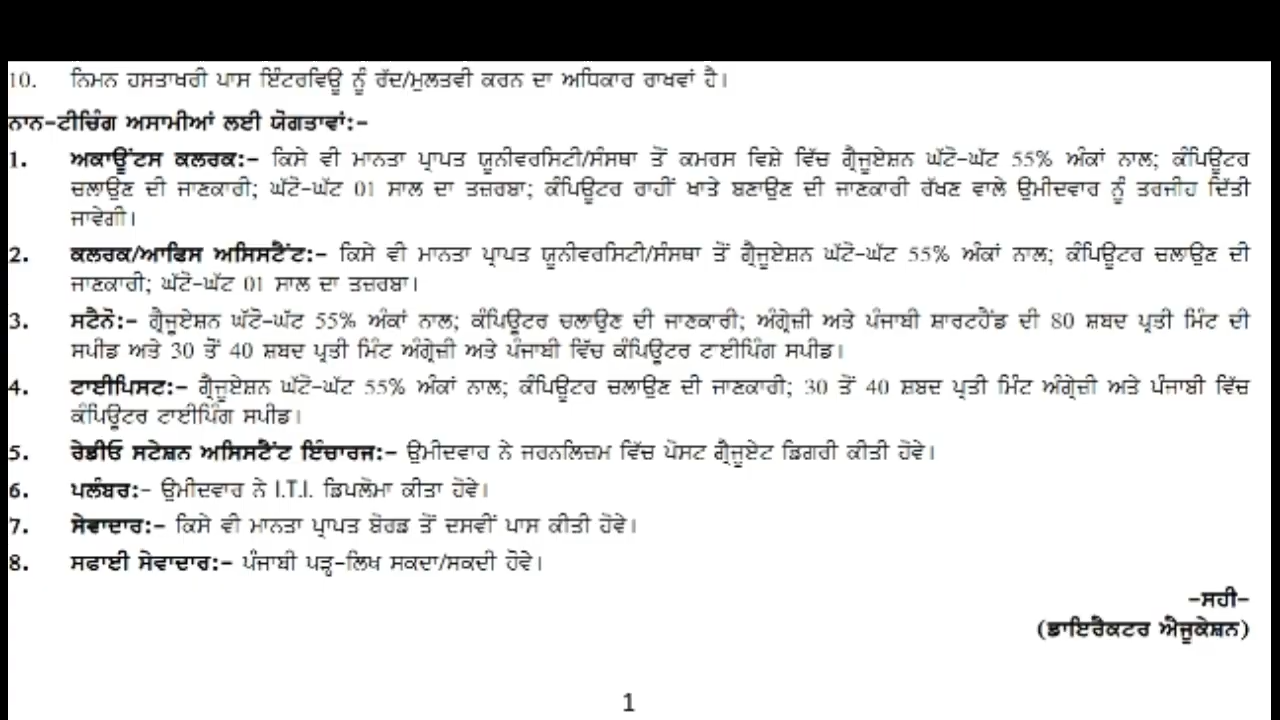 10. ਨਿਮਨ ਹਸਤਾਖਰੀ ਪਾਸ ਇੰਟਰਵਿਊ ਨੂੰ ਰੱਦ/ਮੁਲਤਵੀ ਕਰਨ ਦਾ ਅਧਿਕਾਰ ਰਾਖਵਾਂ ਹੈ।
ਨਾਨ-ਟੀਚਿੰਗ ਅਸਾਮੀਆਂ ਲਈ ਯੋਗਤਾਵਾਂ:-
1. ਅਕਾਊਂਟਸ ਕਲਰਕ:- ਕਿਸੇ ਵੀ ਮਾਨਤਾ ਪ੍ਰਾਪਤ ਯੂਨੀਵਰਸਿਟੀ/ਸੰਸਥਾ ਤੋਂ ਕਮਰਸ ਵਿਸ਼ੇ ਵਿੱਚ ਗ੍ਰੈਜੂਏਸ਼ਨ ਘੱਟੋ-ਘੱਟ 55% ਅੰਕਾਂ ਨਾਲ; ਕੰਪਿਊਟਰ
ਚਲਾਉਣ ਦੀ ਜਾਣਕਾਰੀ; ਘੱਟੋ-ਘੱਟ 01 ਸਾਲ ਦਾ ਤਜ਼ਰਬਾ; ਕੰਪਿਊਟਰ ਰਾਹੀਂ ਖਾਤੇ ਬਣਾਉਣ ਦੀ ਜਾਣਕਾਰੀ ਰੱਖਣ ਵਾਲੇ ਉਮੀਦਵਾਰ ਨੂੰ ਤਰਜੀਹ ਦਿੱਤੀ
ਜਾਵੇਗੀ।
2. ਕਲਰਕ/ਆਫਿਸ ਅਸਿਸਟੈਂਟ:- ਕਿਸੇ ਵੀ ਮਾਨਤਾ ਪ੍ਰਾਪਤ ਯੂਨੀਵਰਸਿਟੀ/ਸੰਸਥਾ ਤੋਂ ਗ੍ਰੈਜੂਏਸ਼ਨ ਘੱਟੋ-ਘੱਟ 55% ਅੰਕਾਂ ਨਾਲ; ਕੰਪਿਊਟਰ ਚਲਾਉਣ ਦੀ
ਜਾਣਕਾਰੀ; ਘੱਟੋ-ਘੱਟ 01 ਸਾਲ ਦਾ ਤਜ਼ਰਬਾ।
3. ਸਟੈਨੋ:- ਗ੍ਰੈਜੂਏਸ਼ਨ ਘੱਟੋ-ਘੱਟ 55% ਅੰਕਾਂ ਨਾਲ; ਕੰਪਿਊਟਰ ਚਲਾਉਣ ਦੀ ਜਾਣਕਾਰੀ; ਅੰਗ੍ਰੇਜ਼ੀ ਅਤੇ ਪੰਜਾਬੀ ਸ਼ਾਰਟਹੈਂਡ ਦੀ 80 ਸ਼ਬਦ ਪ੍ਰਤੀ ਮਿੰਟ ਦੀ
ਸਪੀਡ ਅਤੇ 30 ਤੋਂ 40 ਸ਼ਬਦ ਪ੍ਰਤੀ ਮਿੰਟ ਅੰਗ੍ਰੇਜ਼ੀ ਅਤੇ ਪੰਜਾਬੀ ਵਿੱਚ ਕੰਪਿਊਟਰ ਟਾਈਪਿੰਗ ਸਪੀਡ।
4. ਟਾਈਪਿਸਟ:- ਗ੍ਰੈਜੂਏਸ਼ਨ ਘੱਟੋ-ਘੱਟ 55% ਅੰਕਾਂ ਨਾਲ; ਕੰਪਿਊਟਰ ਚਲਾਉਣ ਦੀ ਜਾਣਕਾਰੀ; 30 ਤੋਂ 40 ਸ਼ਬਦ ਪ੍ਰਤੀ ਮਿੰਟ ਅੰਗ੍ਰੇਜ਼ੀ ਅਤੇ ਪੰਜਾਬੀ ਵਿੱਚ
ਕੰਪਿਊਟਰ ਟਾਈਪਿੰਗ ਸਪੀਡ।
5. ਰੇਡੀਓ ਸਟੇਸ਼ਨ ਅਸਿਸਟੈਂਟ ਇੰਚਾਰਜ:- ਉਮੀਦਵਾਰ ਨੇ ਜਰਨਲਿਜ਼ਮ ਵਿੱਚ ਪੋਸਟ ਗ੍ਰੈਜੂਏਟ ਡਿਗਰੀ ਕੀਤੀ ਹੋਵੇ।
6. ਪਲੰਬਰ:- ਉਮੀਦਵਾਰ ਨੇ I.T.I. ਡਿਪਲੋਮਾ ਕੀਤਾ ਹੋਵੇ।
7. ਸੇਵਾਦਾਰ:- ਕਿਸੇ ਵੀ ਮਾਨਤਾ ਪ੍ਰਾਪਤ ਬੋਰਡ ਤੋਂ ਦਸਵੀਂ ਪਾਸ ਕੀਤੀ ਹੋਵੇ।
8. ਸਫਾਈ ਸੇਵਾਦਾਰ:- ਪੰਜਾਬੀ ਪੜ੍ਹ-ਲਿਖ ਸਕਦਾ/ਸਕਦੀ ਹੋਵੇ।
-ਸਹੀ-
(ਡਾਇਰੈਕਟਰ ਐਜੂਕੇਸ਼ਨ)
1